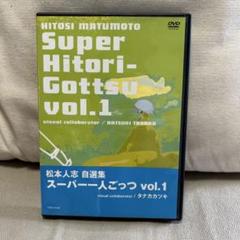 HITOSI MATUMOTO
DVD
Super
Hitori-
Gottsu
vol.1
visual collaborator / KATSUKI TANAKA
松本人志 自選集
スーパー一人ごっつ vol.1
visual collaborator / タナカカツキ